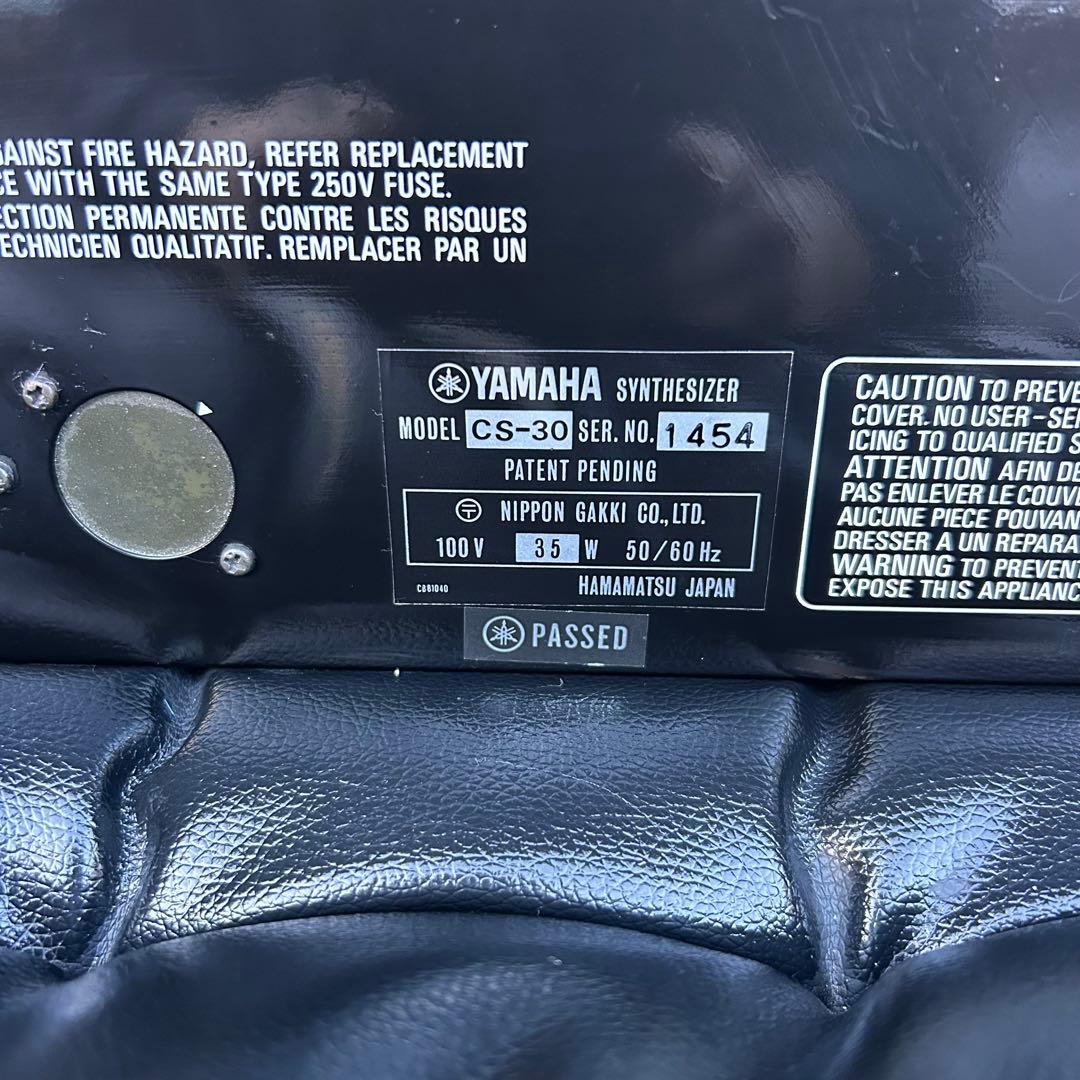 AINST FIRE HAZARD, REFER REPLACEMENT
CE WITH THE SAME TYPE 250V FUSE.
ECTION PERMANENTE CONTRE LES RISQUES
ECHNICIEN QUALITATIF. REMPLACER PAR UN
YAMAHA SYNTHESIZER
MODEL CS-30 SER. NO. 1454
PATENT PENDING
〒 NIPPON GAKKI CO., LTD.
100V 35 W 50/60 Hz
CB81040 HAMAMATSU JAPAN
PASSED
CAUTION TO PREVE
COVER. NO USER-SE
ICING TO QUALIFIED S
ATTENTION AFIN DE
PAS ENLEVER LE COUV
AUCUNE PIECE POUVAN
DRESSER A UN REPARA
WARNING TO PREVENT
EXPOSE THIS APPLIANC